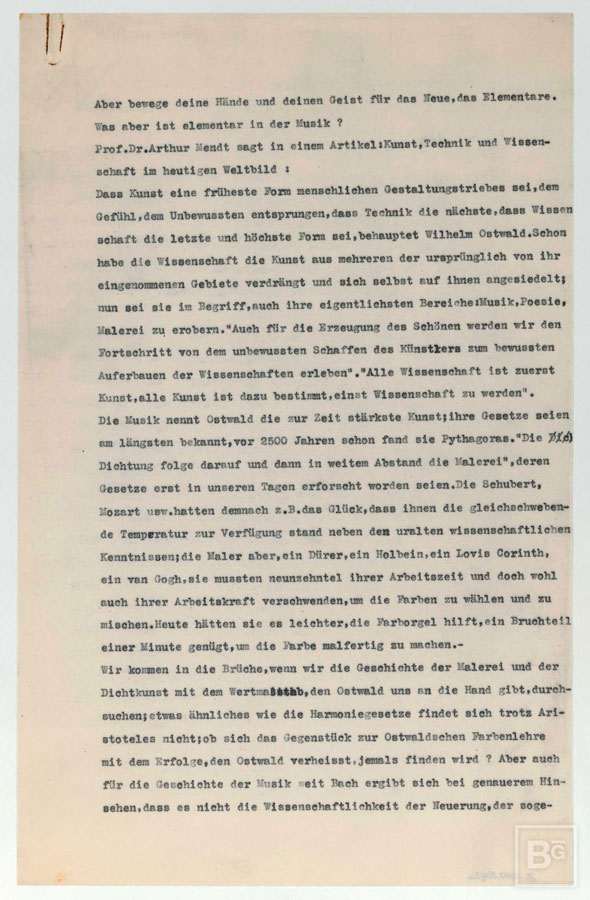 Aber bewege deine Hände und deinen Geist für das Neue,das Elementare.
Was aber ist elementar in der Musik ?
Prof.Dr.Arthur Mendt sagt in einem Artikel:Kunst,Technik und Wissen-
schaft im heutigen Weltbild :
Dass Kunst eine früheste Form menschlichen Gestaltungstriebes sei,dem
Gefühl,dem Unbewussten entsprungen,dass Technik die nächste,dass Wissen
schaft die letzte und höchste Form sei,behauptet Wilhelm Ostwald.Schon
habe die Wissenschaft die Kunst aus mehreren der ursprünglich von ihr
eingenommenen Gebiete verdrängt und sich selbst auf ihnen angesiedelt;
nun sei sie im Begriff,auch ihre eigentlichsten Bereiche:Musik,Poesie,
Malerei zu erobern."Auch für die Erzeugung des Schönen werden wir den
Fortschritt von dem unbewussten Schaffen des Künstlers zum bewussten
Auferbauen der Wissenschaften erleben"."Alle Wissenschaft ist zuerst
Kunst,alle Kunst ist dazu bestimmt,einst Wissenschaft zu werden".
Die Musik nennt Ostwald die zur Zeit stärkste Kunst;ihre Gesetze seien
am längsten bekannt,vor 2500 Jahren schon fand sie Pythagoras."Die
Dichtung folge darauf und dann in weitem Abstand die Malerei",deren
Gesetze erst in unseren Tagen erforscht worden seien.Die Schubert,
Mozart usw.hatten demnach z.B.das Glück,dass ihnen die gleichschweben-
de Temperatur zur Verfügung stand neben den uralten wissenschaftlichen
Kenntnissen;die Maler aber,ein Dürer,ein Holbein,ein Lovis Corinth,
ein van Gogh,sie mussten neunzehntel ihrer Arbeitszeit und doch wohl
auch ihrer Arbeitskraft verschwenden,um die Farben zu wählen und zu
mischen.Heute hätten sie es leichter,die Farborgel hilft,ein Bruchteil
einer Minute genügt,um die Farbe malfertig zu machen.-
Wir kommen in die Brüche,wenn wir die Geschichte der Malerei und der
Dichtkunst mit dem Wertmaßstab,den Ostwald uns an die Hand gibt,durch-
suchen;etwas ähnliches wie die Harmoniegesetze findet sich trotz Ari-
stoteles nicht;ob sich das Gegenstück zur Ostwaldschen Farbenlehre
mit dem Erfolge,den Ostwald verheisst,jemals finden wird ? Aber auch
für die Geschichte der Musik seit Bach ergibt sich bei genauerem Hin-
sehen,dass es nicht die Wissenschaftlichkeit der Neuerung,der soge-
BG